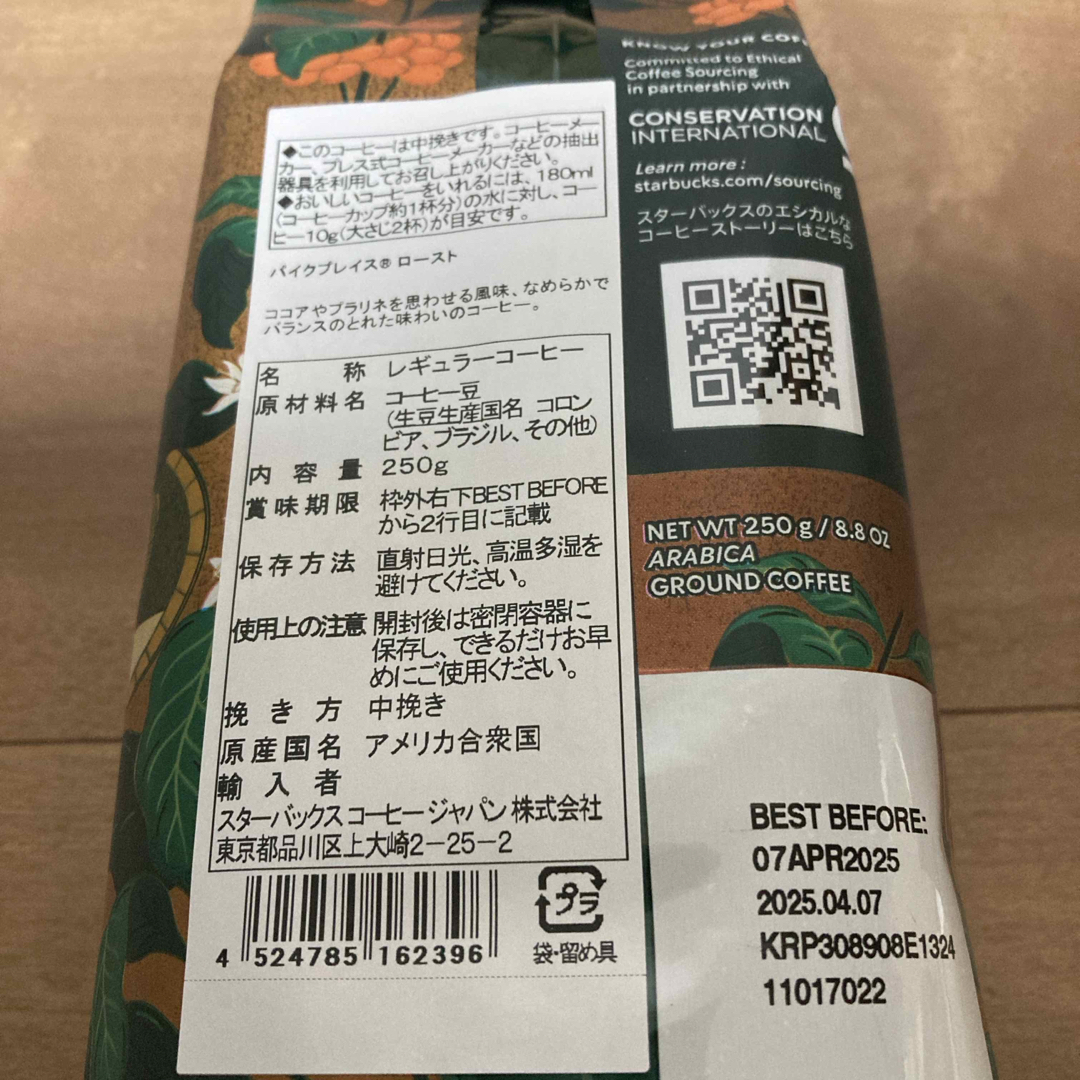 ◆このコーヒーは中挽きです。コーヒーメー
カー、プレス式コーヒーメーカーなどの抽出
器具を利用してお召し上がりください。
◆おいしいコーヒーをいれるには、180ml
(コーヒーカップ約1杯分)の水に対し、コー
ヒー10g(大さじ2杯)が目安です。
パイクプレイス® ロースト
ココアやプラリネを思わせる風味、なめらかで
バランスのとれた味わいのコーヒー。
名称 レギュラーコーヒー
原材料名 コーヒー豆
(生豆生産国名 コロン
ビア、ブラジル、その他)
内容量 250g
賞味期限 枠外右下BEST BEFORE
から2行目に記載
保存方法 直射日光、高温多湿を
避けてください。
使用上の注意 開封後は密閉容器に
保存し、できるだけお早
めにご使用ください。
挽き方 中挽き
原産国名 アメリカ合衆国
輸入者
スターバックス コーヒー ジャパン 株式会社
東京都品川区上大崎2-25-2
4 524785 162396
プラ
袋・留め具
KNOW YOUR COF
Committed to Ethical
Coffee Sourcing
in partnership with
CONSERVATION
INTERNATIONAL
Learn more :
starbucks.com/sourcing
スターバックスのエシカルな
コーヒーストーリーはこちら
NET WT 250 g / 8.8 OZ
ARABICA
GROUND COFFEE
BEST BEFORE:
07APR2025
2025.04.07
KRP308908E1324
11017022